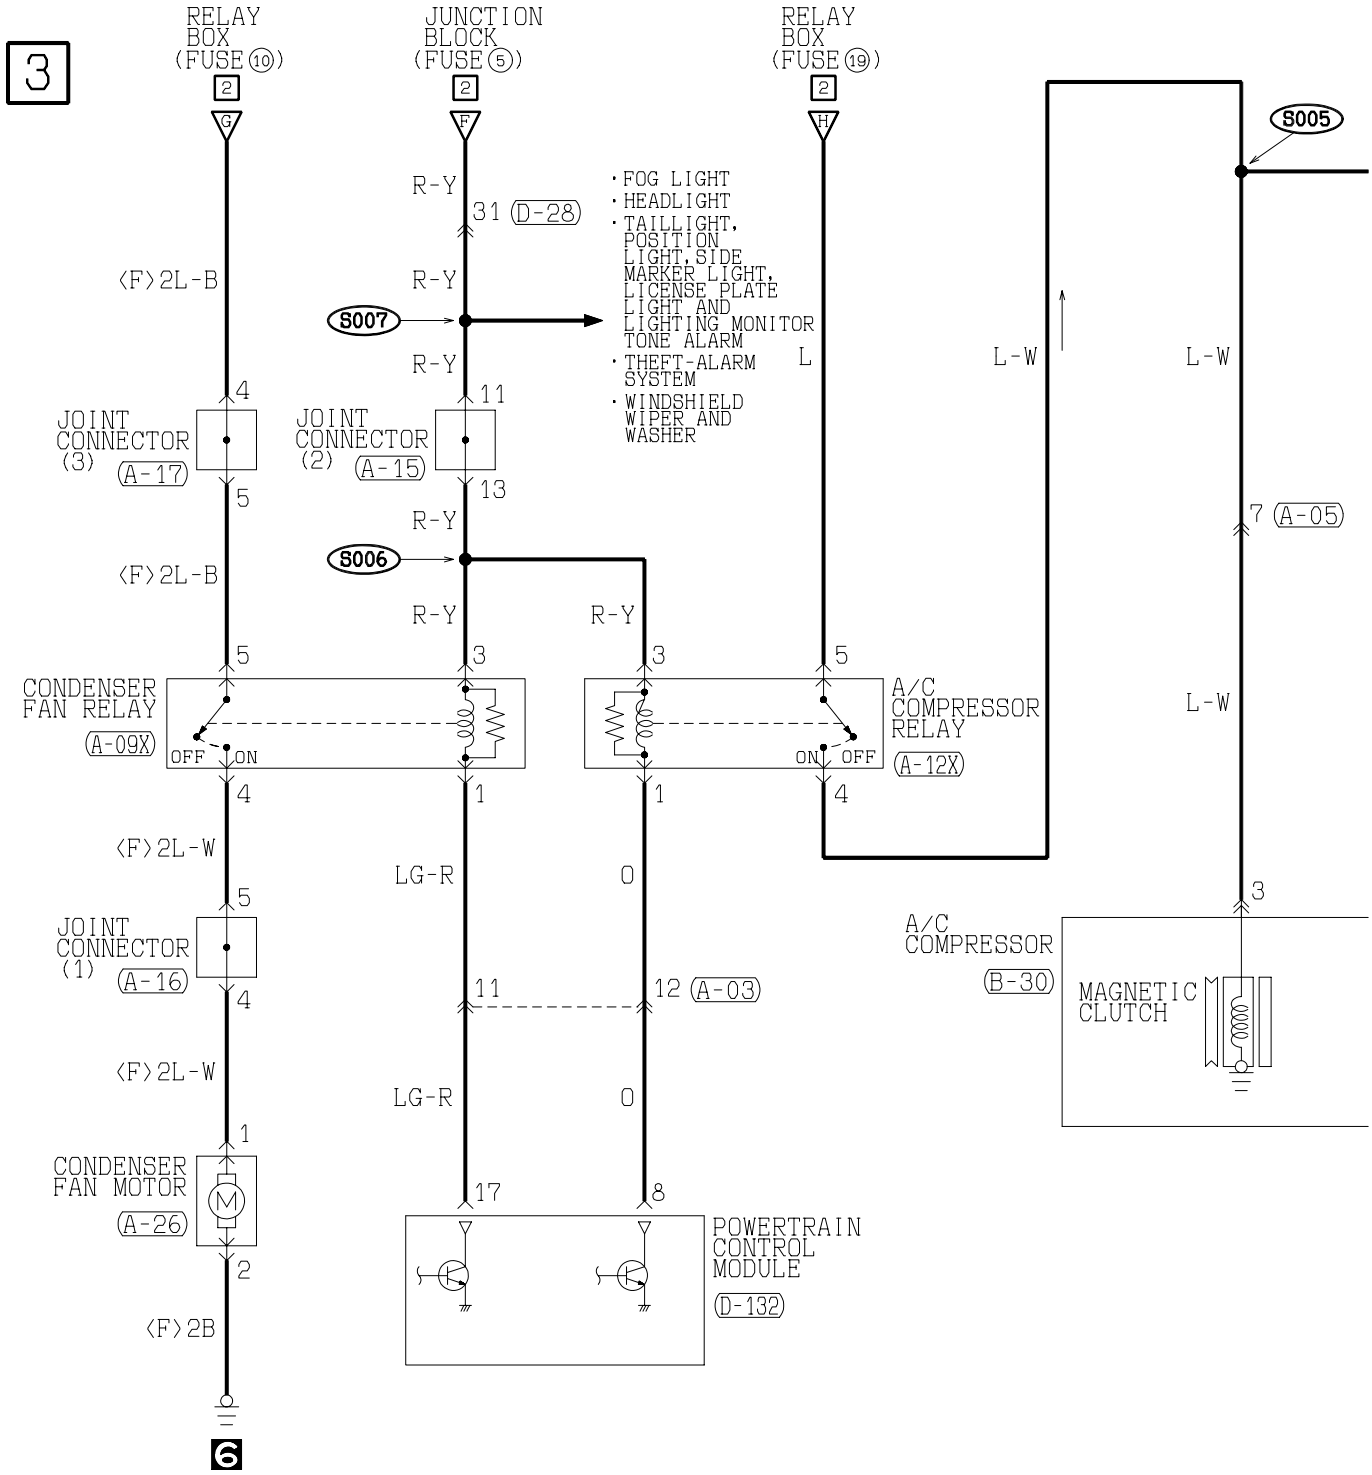 3
RELAY
BOX
(FUSE 10)
2
G
JUNCTION
BLOCK
(FUSE 5)
2
F
RELAY
BOX
(FUSE 19)
2
H
S005
R-Y
31 (D-28)
· FOG LIGHT
· HEADLIGHT
· TAILLIGHT,
POSITION
LIGHT, SIDE
MARKER LIGHT,
LICENSE PLATE
LIGHT AND
LIGHTING MONITOR
TONE ALARM
· THEFT-ALARM
SYSTEM
· WINDSHIELD
WIPER AND
WASHER
<F>2L-B
R-Y
S007
R-Y
L
L-W
L-W
4
11
JOINT
CONNECTOR
(3)
(A-17)
JOINT
CONNECTOR
(2)
(A-15)
5
13
R-Y
7 (A-05)
S006
<F>2L-B
R-Y
R-Y
5
3
3
5
CONDENSER
FAN RELAY
(A-09X)
OFF
ON
A/C
COMPRESSOR
RELAY
(A-12X)
ON
OFF
L-W
4
1
1
4
<F>2L-W
LG-R
O
5
3
JOINT
CONNECTOR
(1)
(A-16)
A/C
COMPRESSOR
(B-30)
MAGNETIC
CLUTCH
4
11
12 (A-03)
<F>2L-W
LG-R
O
1
CONDENSER
FAN MOTOR
(A-26)
M
17
8
POWERTRAIN
CONTROL
MODULE
(D-132)
2
<F>2B
6